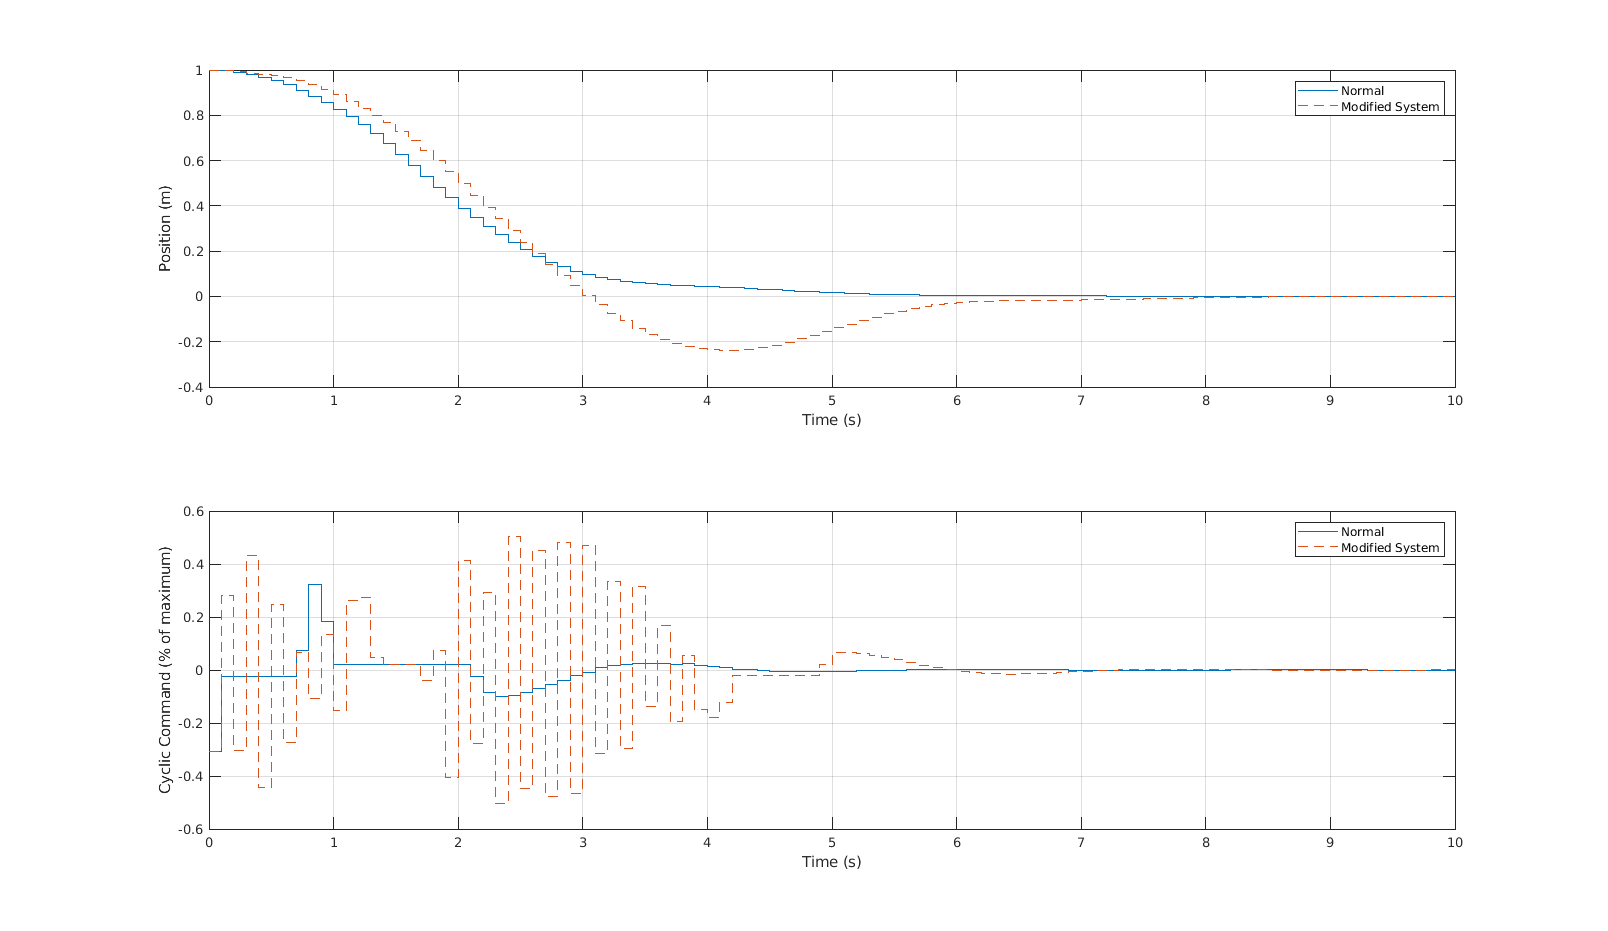 1
0.8
0.6
0.4
0.2
0
-0.2
-0.4
Position (m)
Normal
Modified System
0 1 2 3 4 5 6 7 8 9 10
Time (s)
0.6
0.4
0.2
0
-0.2
-0.4
-0.6
Cyclic Command (% of maximum)
Normal
Modified System
0 1 2 3 4 5 6 7 8 9 10
Time (s)